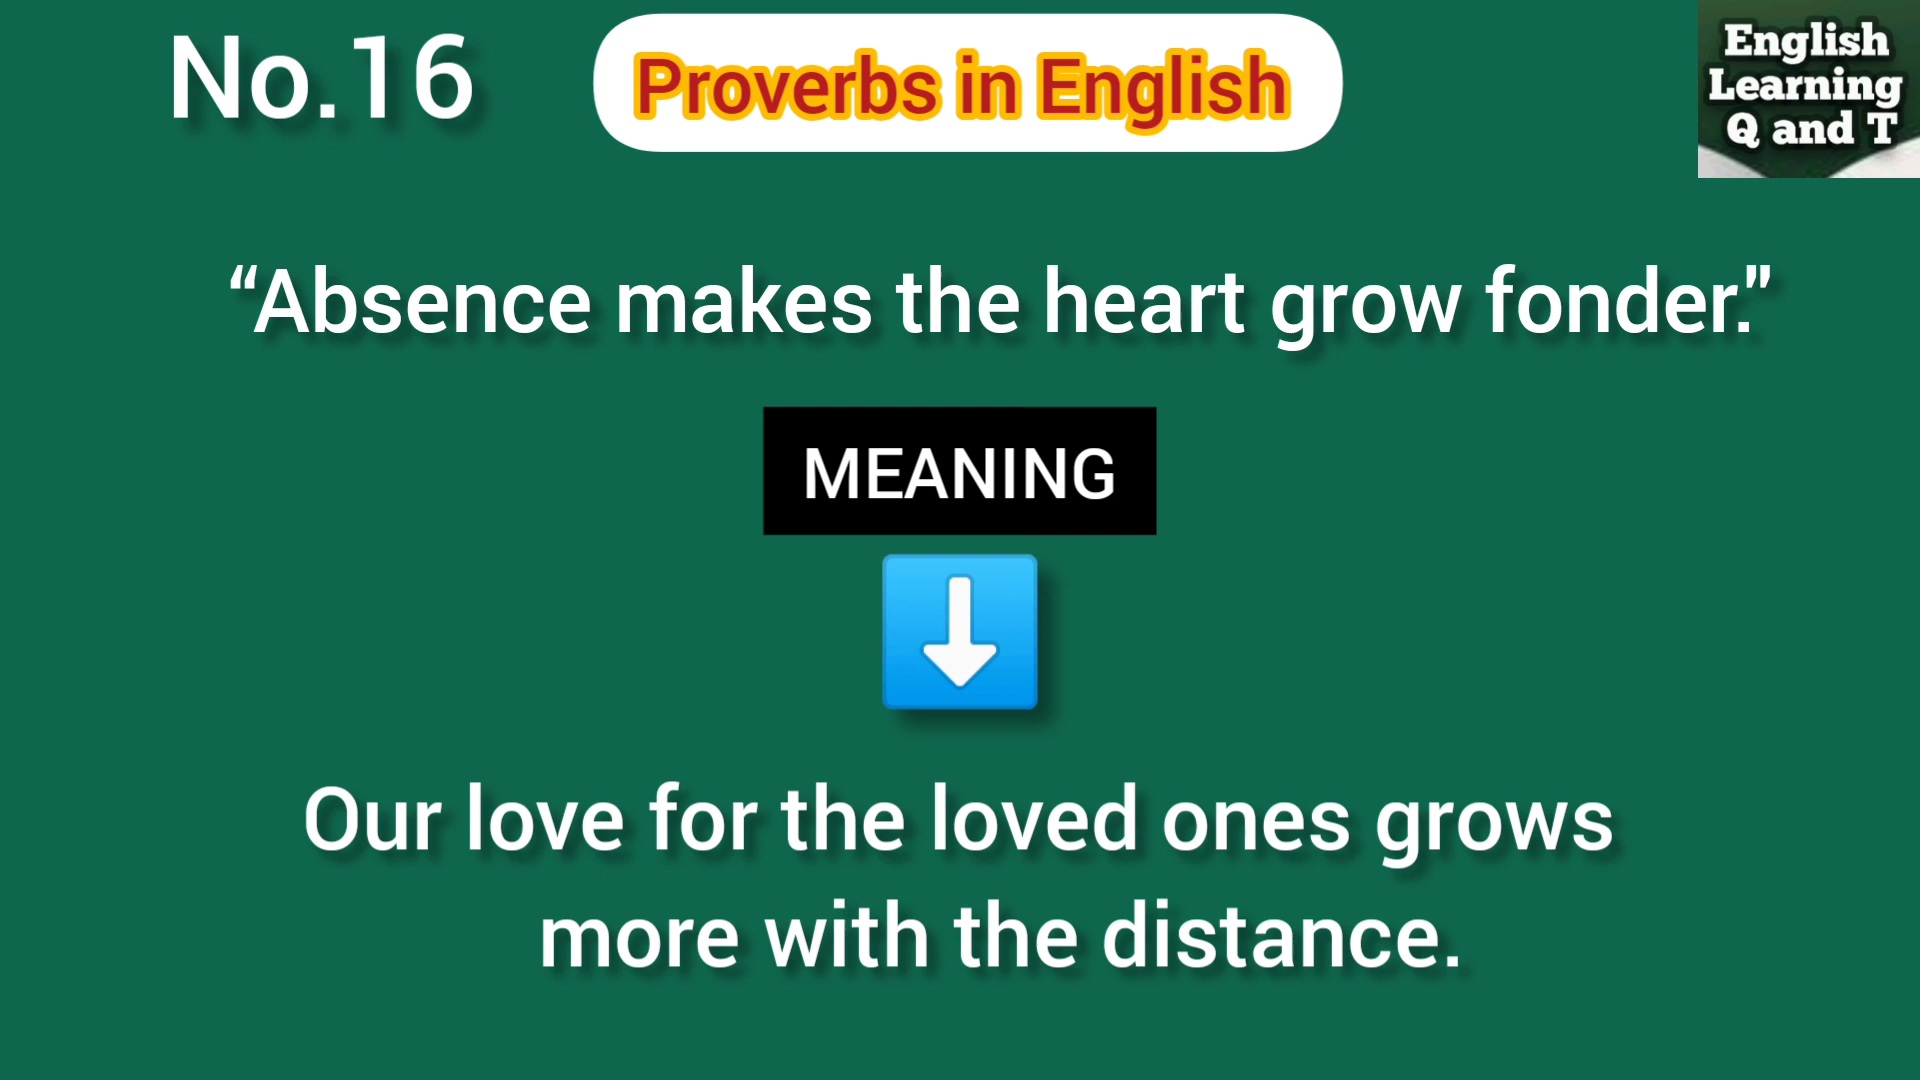 No.16
Proverbs in English
English
Learning
Q and T
“Absence makes the heart grow fonder.”
MEANING
Our love for the loved ones grows
more with the distance.